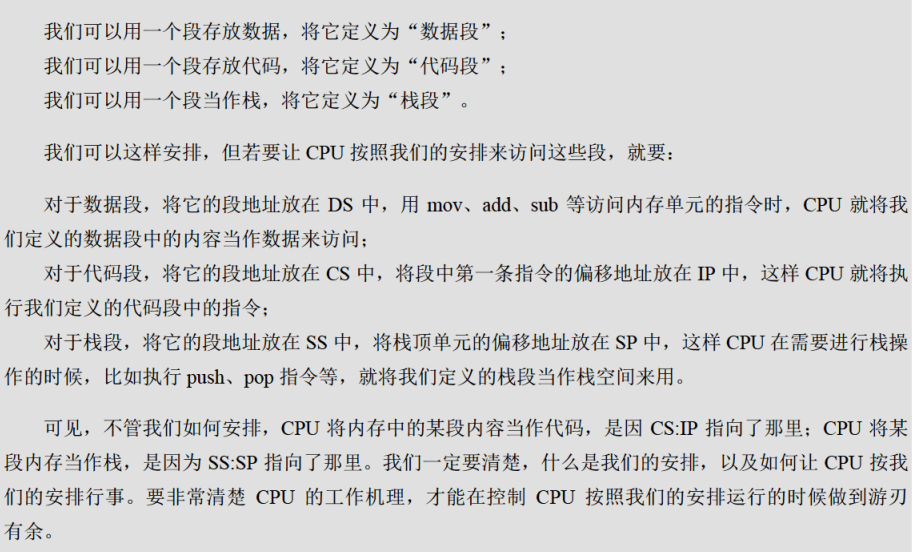 我们可以用一个段存放数据，将它定义为“数据段”；
我们可以用一个段存放代码，将它定义为“代码段”；
我们可以用一个段当作栈，将它定义为“栈段”。
我们可以这样安排，但若要让 CPU 按照我们的安排来访问这些段，就要：
对于数据段，将它的段地址放在 DS 中，用 mov、add、sub 等访问内存单元的指令时，CPU 就将我
们定义的数据段中的内容当作数据来访问；
对于代码段，将它的段地址放在 CS 中，将段中第一条指令的偏移地址放在 IP 中，这样 CPU 就将执
行我们定义的代码段中的指令；
对于栈段，将它的段地址放在 SS 中，将栈顶单元的偏移地址放在 SP 中，这样 CPU 在需要进行栈操
作的时候，比如执行 push、pop 指令等，就将我们定义的栈段当作栈空间来用。
可见，不管我们如何安排，CPU 将内存中的某段内容当作代码，是因 CS:IP 指向了那里；CPU 将某
段内存当作栈，是因为 SS:SP 指向了那里。我们一定要清楚，什么是我们的安排，以及如何让 CPU 按我
们的安排行事。要非常清楚 CPU 的工作机理，才能在控制 CPU 按照我们的安排运行的时候做到游刃
有余。